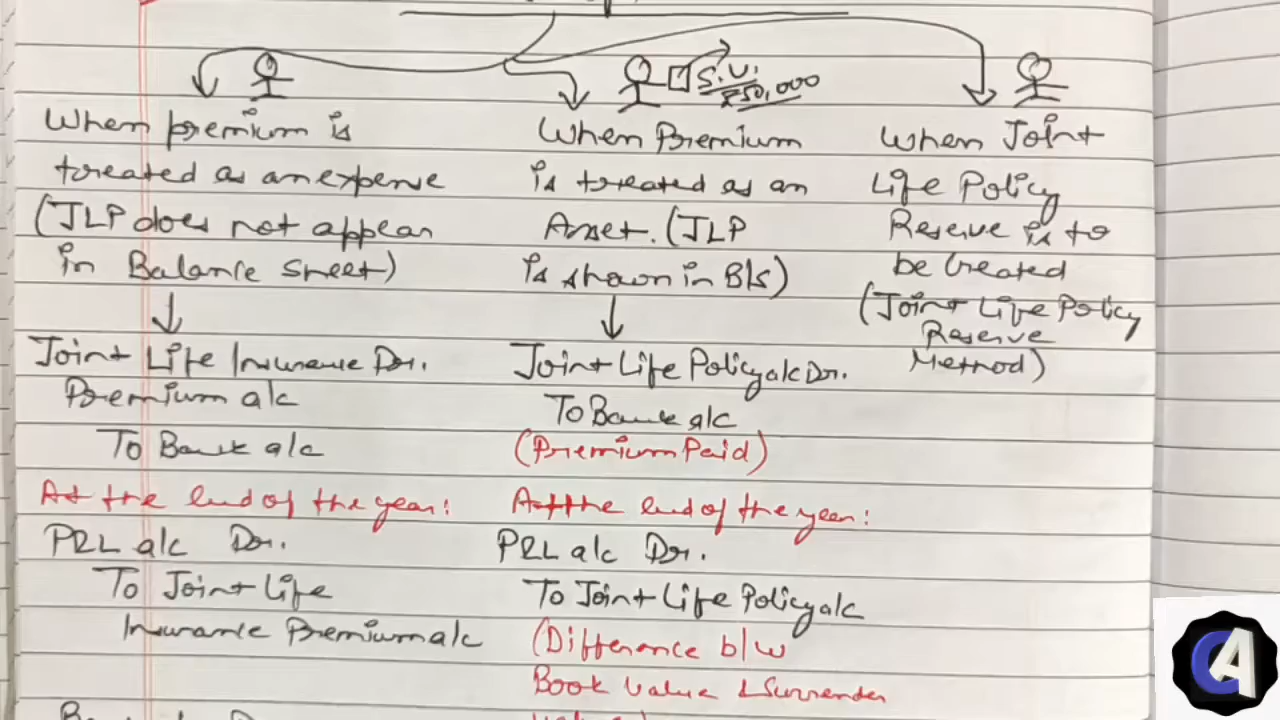 S.V.
₹50,000
When premium is
treated as an expense
(JLP does not appear
in Balance sheet)
Joint Life Insurance Dr.
Premium a/c
To Bank a/c
At the end of the year:
P&L a/c Dr.
To Joint Life
Insurance Premium a/c
When Premium
is treated as an
Asset. (JLP
is shown in B/s)
Joint Life Policy a/c Dr.
To Bank a/c
(Premium Paid)
At the end of the year:
P&L a/c Dr.
To Joint Life Policy a/c
(Difference b/w
Book Value & Surrender
When Joint
Life Policy
Reserve is to
be created
(Joint Life Policy
Reserve
Method)
CA